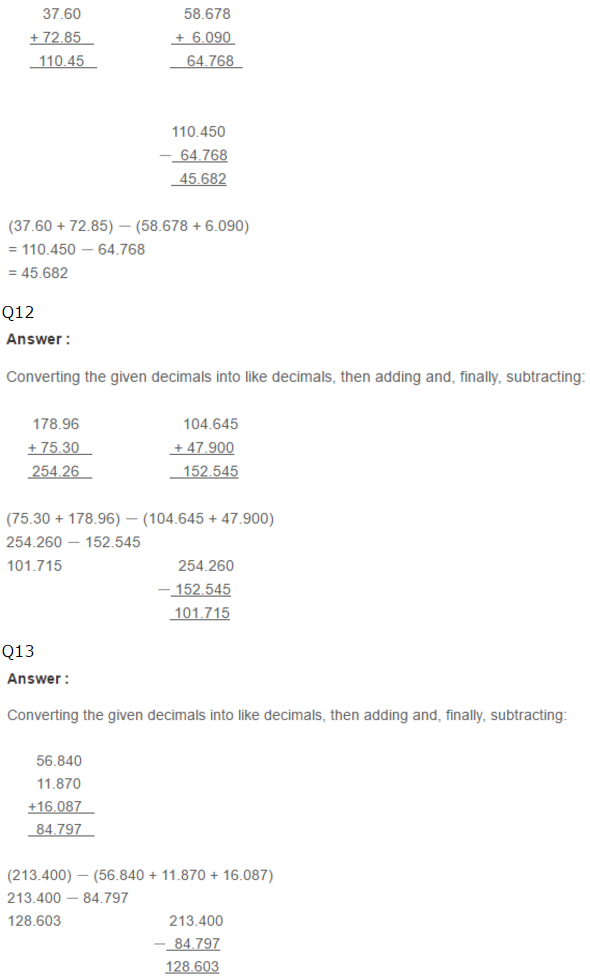 37.60 58.678
+ 72.85 + 6.090
110.45 64.768
110.450
— 64.768
45.682
(37.60 + 72.85) — (58.678 + 6.090)
= 110.450 — 64.768
= 45.682
Q12
Answer :
Converting the given decimals into like decimals, then adding and, finally, subtracting:
178.96 104.645
+ 75.30 + 47.900
254.26 152.545
(75.30 + 178.96) — (104.645 + 47.900)
254.260 — 152.545
101.715 254.260
— 152.545
101.715
Q13
Answer :
Converting the given decimals into like decimals, then adding and, finally, subtracting:
56.840
11.870
+16.087
84.797
(213.400) — (56.840 + 11.870 + 16.087)
213.400 — 84.797
128.603 213.400
— 84.797
128.603